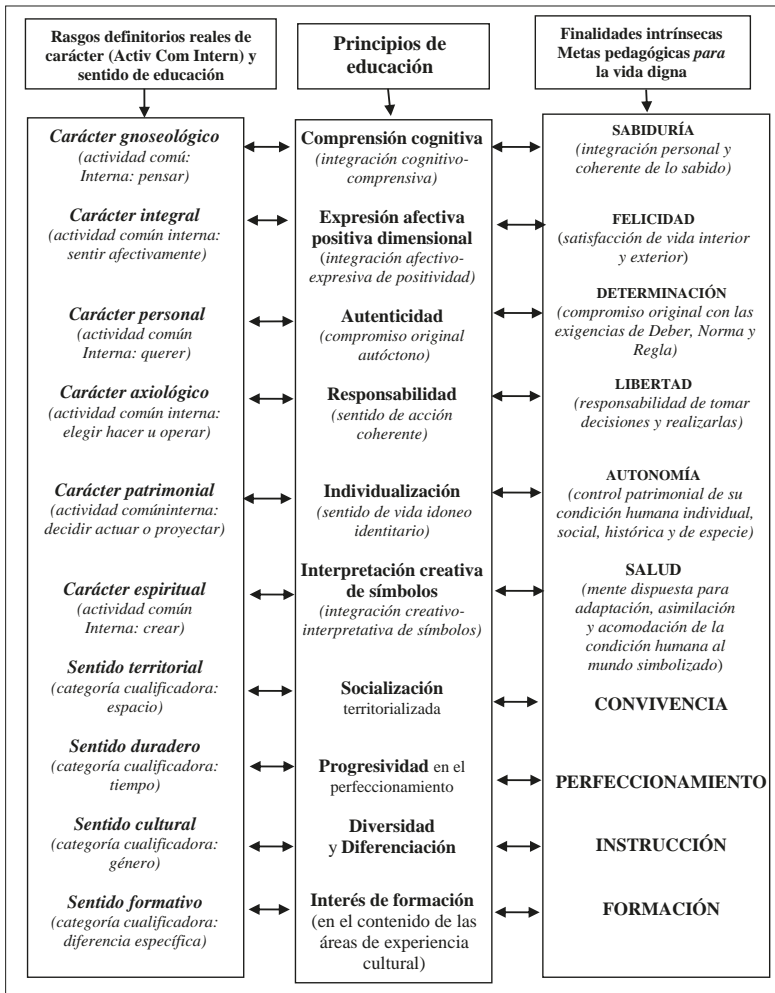 Rasgos definitorios reales de
carácter (Activ Com Intern) y
sentido de educación
Principios de
educación
Finalidades intrínsecas
Metas pedagógicas para
la vida digna
Carácter gnoseológico
(actividad comú:
Interna: pensar)
Carácter integral
(actividad común interna:
sentir afectivamente)
Carácter personal
(actividad común
Interna: querer)
Carácter axiológico
(actividad común interna:
elegir hacer u operar)
Carácter patrimonial
(actividad comúninterna:
decidir actuar o proyectar)
Carácter espiritual
(actividad común
Interna: crear)
Sentido territorial
(categoría cualificadora:
espacio)
Sentido duradero
(categoría cualificadora:
tiempo)
Sentido cultural
(categoría cualificadora:
género)
Sentido formativo
(categoría cualificadora:
diferencia específica)
Comprensión cognitiva
(integración cognitivo-
comprensiva)
Expresión afectiva
positiva dimensional
(integración afectivo-
expresiva de positividad)
Autenticidad
(compromiso original
autóctono)
Responsabilidad
(sentido de acción
coherente)
Individualización
(sentido de vida idoneo
identitario)
Interpretación creativa
de símbolos
(integración creativo-
interpretativa de símbolos)
Socialización
territorializada
Progresividad en el
perfeccionamiento
Diversidad
y Diferenciación
Interés de formación
(en el contenido de las
áreas de experiencia
cultural)
SABIDURÍA
(integración personal y
coherente de lo sabido)
FELICIDAD
(satisfacción de vida interior
y exterior)
DETERMINACIÓN
(compromiso original con las
exigencias de Deber, Norma y
Regla)
LIBERTAD
(responsabilidad de tomar
decisiones y realizarlas)
AUTONOMÍA
(control patrimonial de su
condición humana individual,
social, histórica y de especie)
SALUD
(mente dispuesta para
adaptación, asimilación
y acomodación de la
condición humana al
mundo simbolizado)
CONVIVENCIA
PERFECCIONAMIENTO
INSTRUCCIÓN
FORMACIÓN